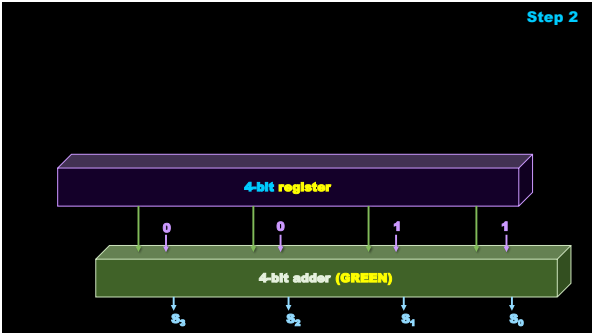 Step 2
4-bit register
0 0 1 1
4-bit adder (GREEN)
S₃ S₂ S₁ S₀